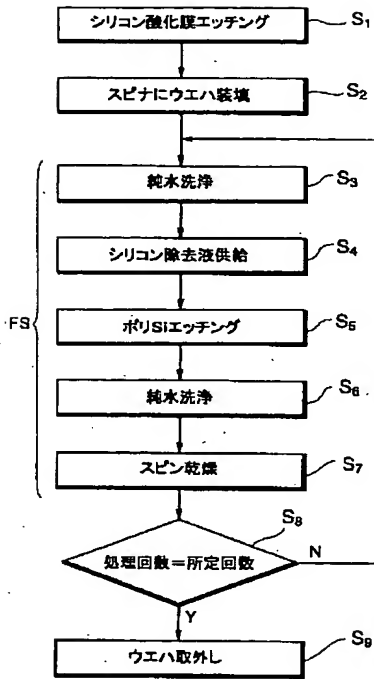 シリコン酸化膜エッチング S1
スピナにウエハ装填 S2
純水洗浄 S3
シリコン除去液供給 S4
FS
ポリSiエッチング S5
純水洗浄 S6
スピン乾燥 S7
S8
処理回数=所定回数 N
Y
ウエハ取外し S9